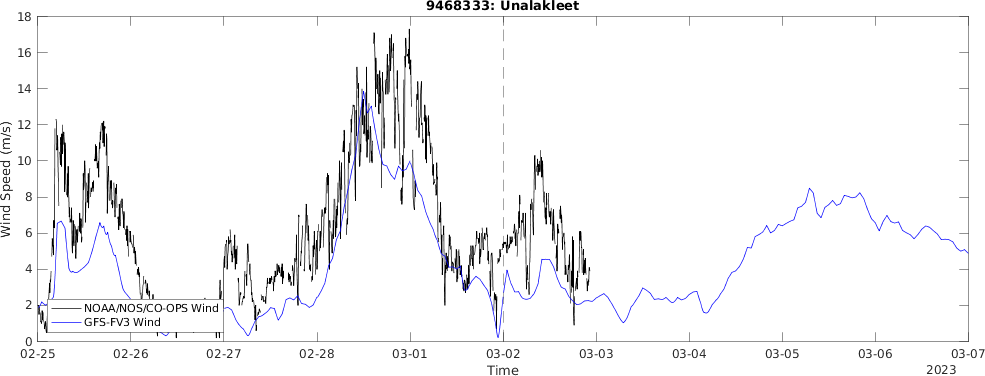 9468333: Unalakleet
18
16
14
12
10
8
6
4
2
0
Wind Speed (m/s)
NOAA/NOS/CO-OPS Wind
GFS-FV3 Wind
02-25 02-26 02-27 02-28 03-01 03-02 03-03 03-04 03-05 03-06 03-07
Time
2023